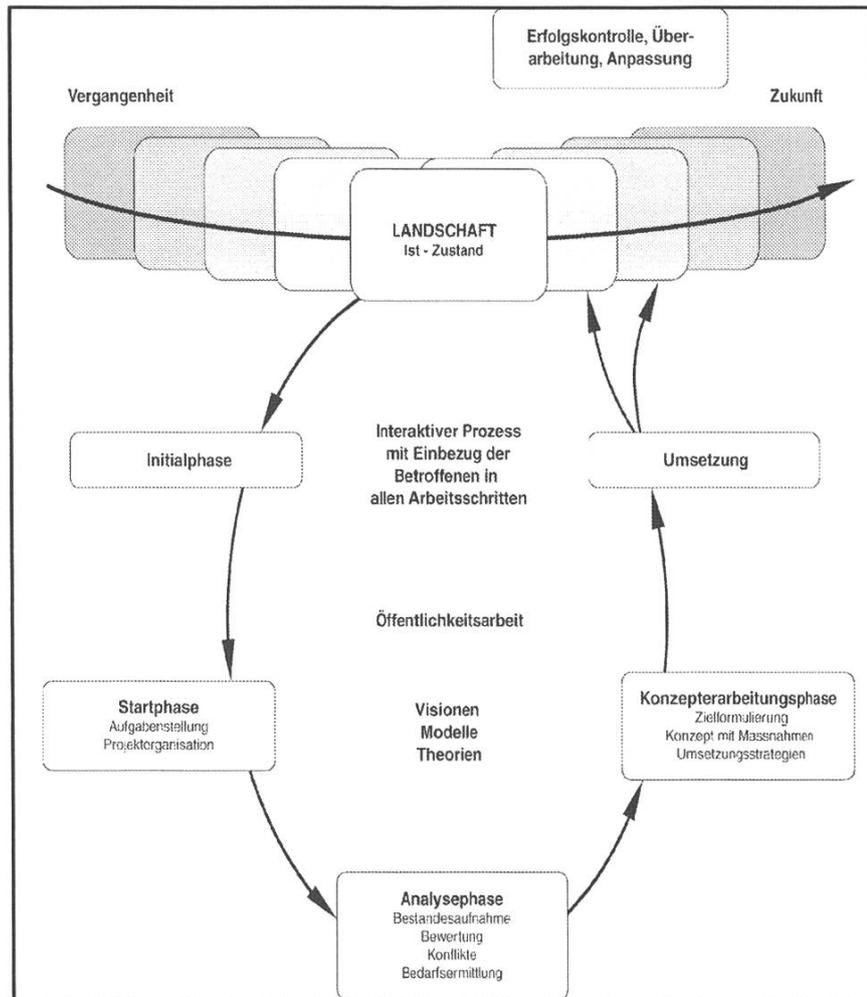 Erfolgskontrolle, Über-
arbeitung, Anpassung
Vergangenheit
Zukunft
LANDSCHAFT
Ist - Zustand
Initialphase
Interaktiver Prozess
mit Einbezug der
Betroffenen in
allen Arbeitsschritten
Umsetzung
Öffentlichkeitsarbeit
Startphase
Aufgabenstellung
Projektorganisation
Visionen
Modelle
Theorien
Konzepterarbeitungsphase
Zielformulierung
Konzept mit Massnahmen
Umsetzungsstrategien
Analysephase
Bestandesaufnahme
Bewertung
Konflikte
Bedarfsermittlung